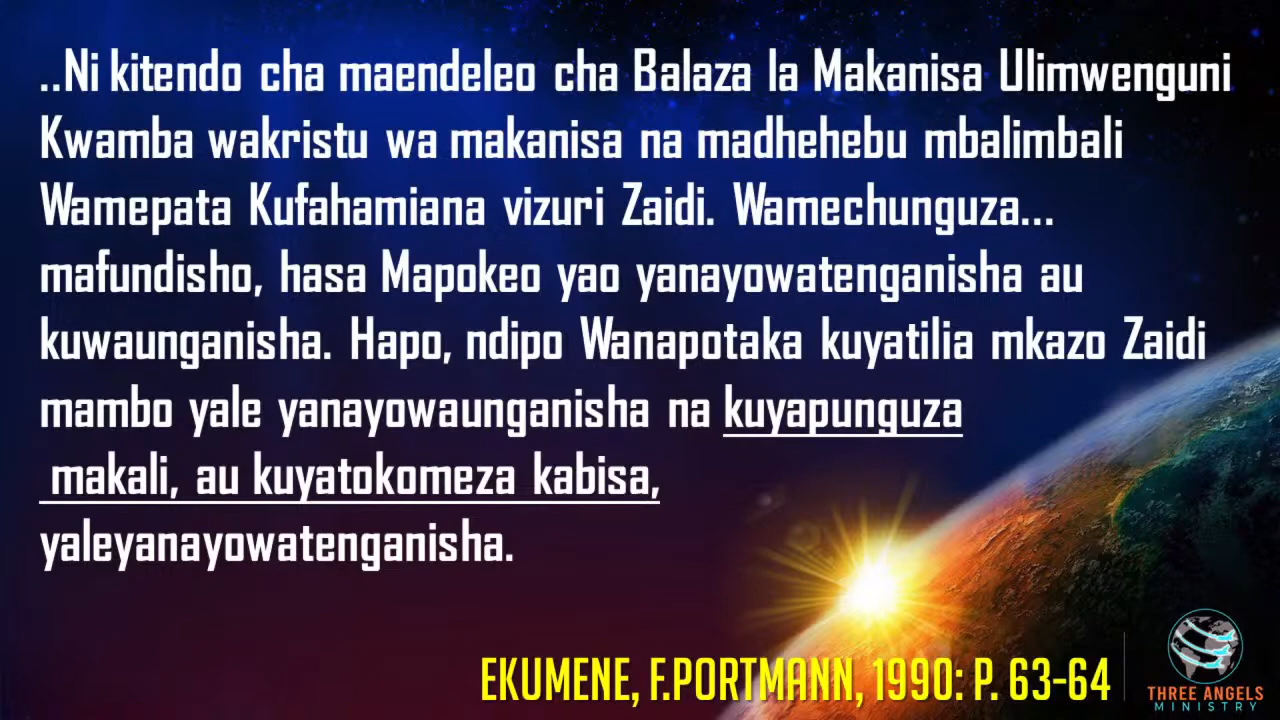 ..Ni kitendo cha maendeleo cha Balaza la Makanisa Ulimwenguni
Kwamba wakristu wa makanisa na madhehebu mbalimbali
Wamepata Kufahamiana vizuri Zaidi. Wamechunguza...
mafundisho, hasa Mapokeo yao yanayowatenganisha au
kuwaunganisha. Hapo, ndipo Wanapotaka kuyatilia mkazo Zaidi
mambo yale yanayowaunganisha na kuyapunguza
makali, au kuyatokomeza kabisa,
yaleyanayowatenganisha.
EKUMENE, F.PORTMANN, 1990: P. 63-64
THREE ANGELS
MINISTRY